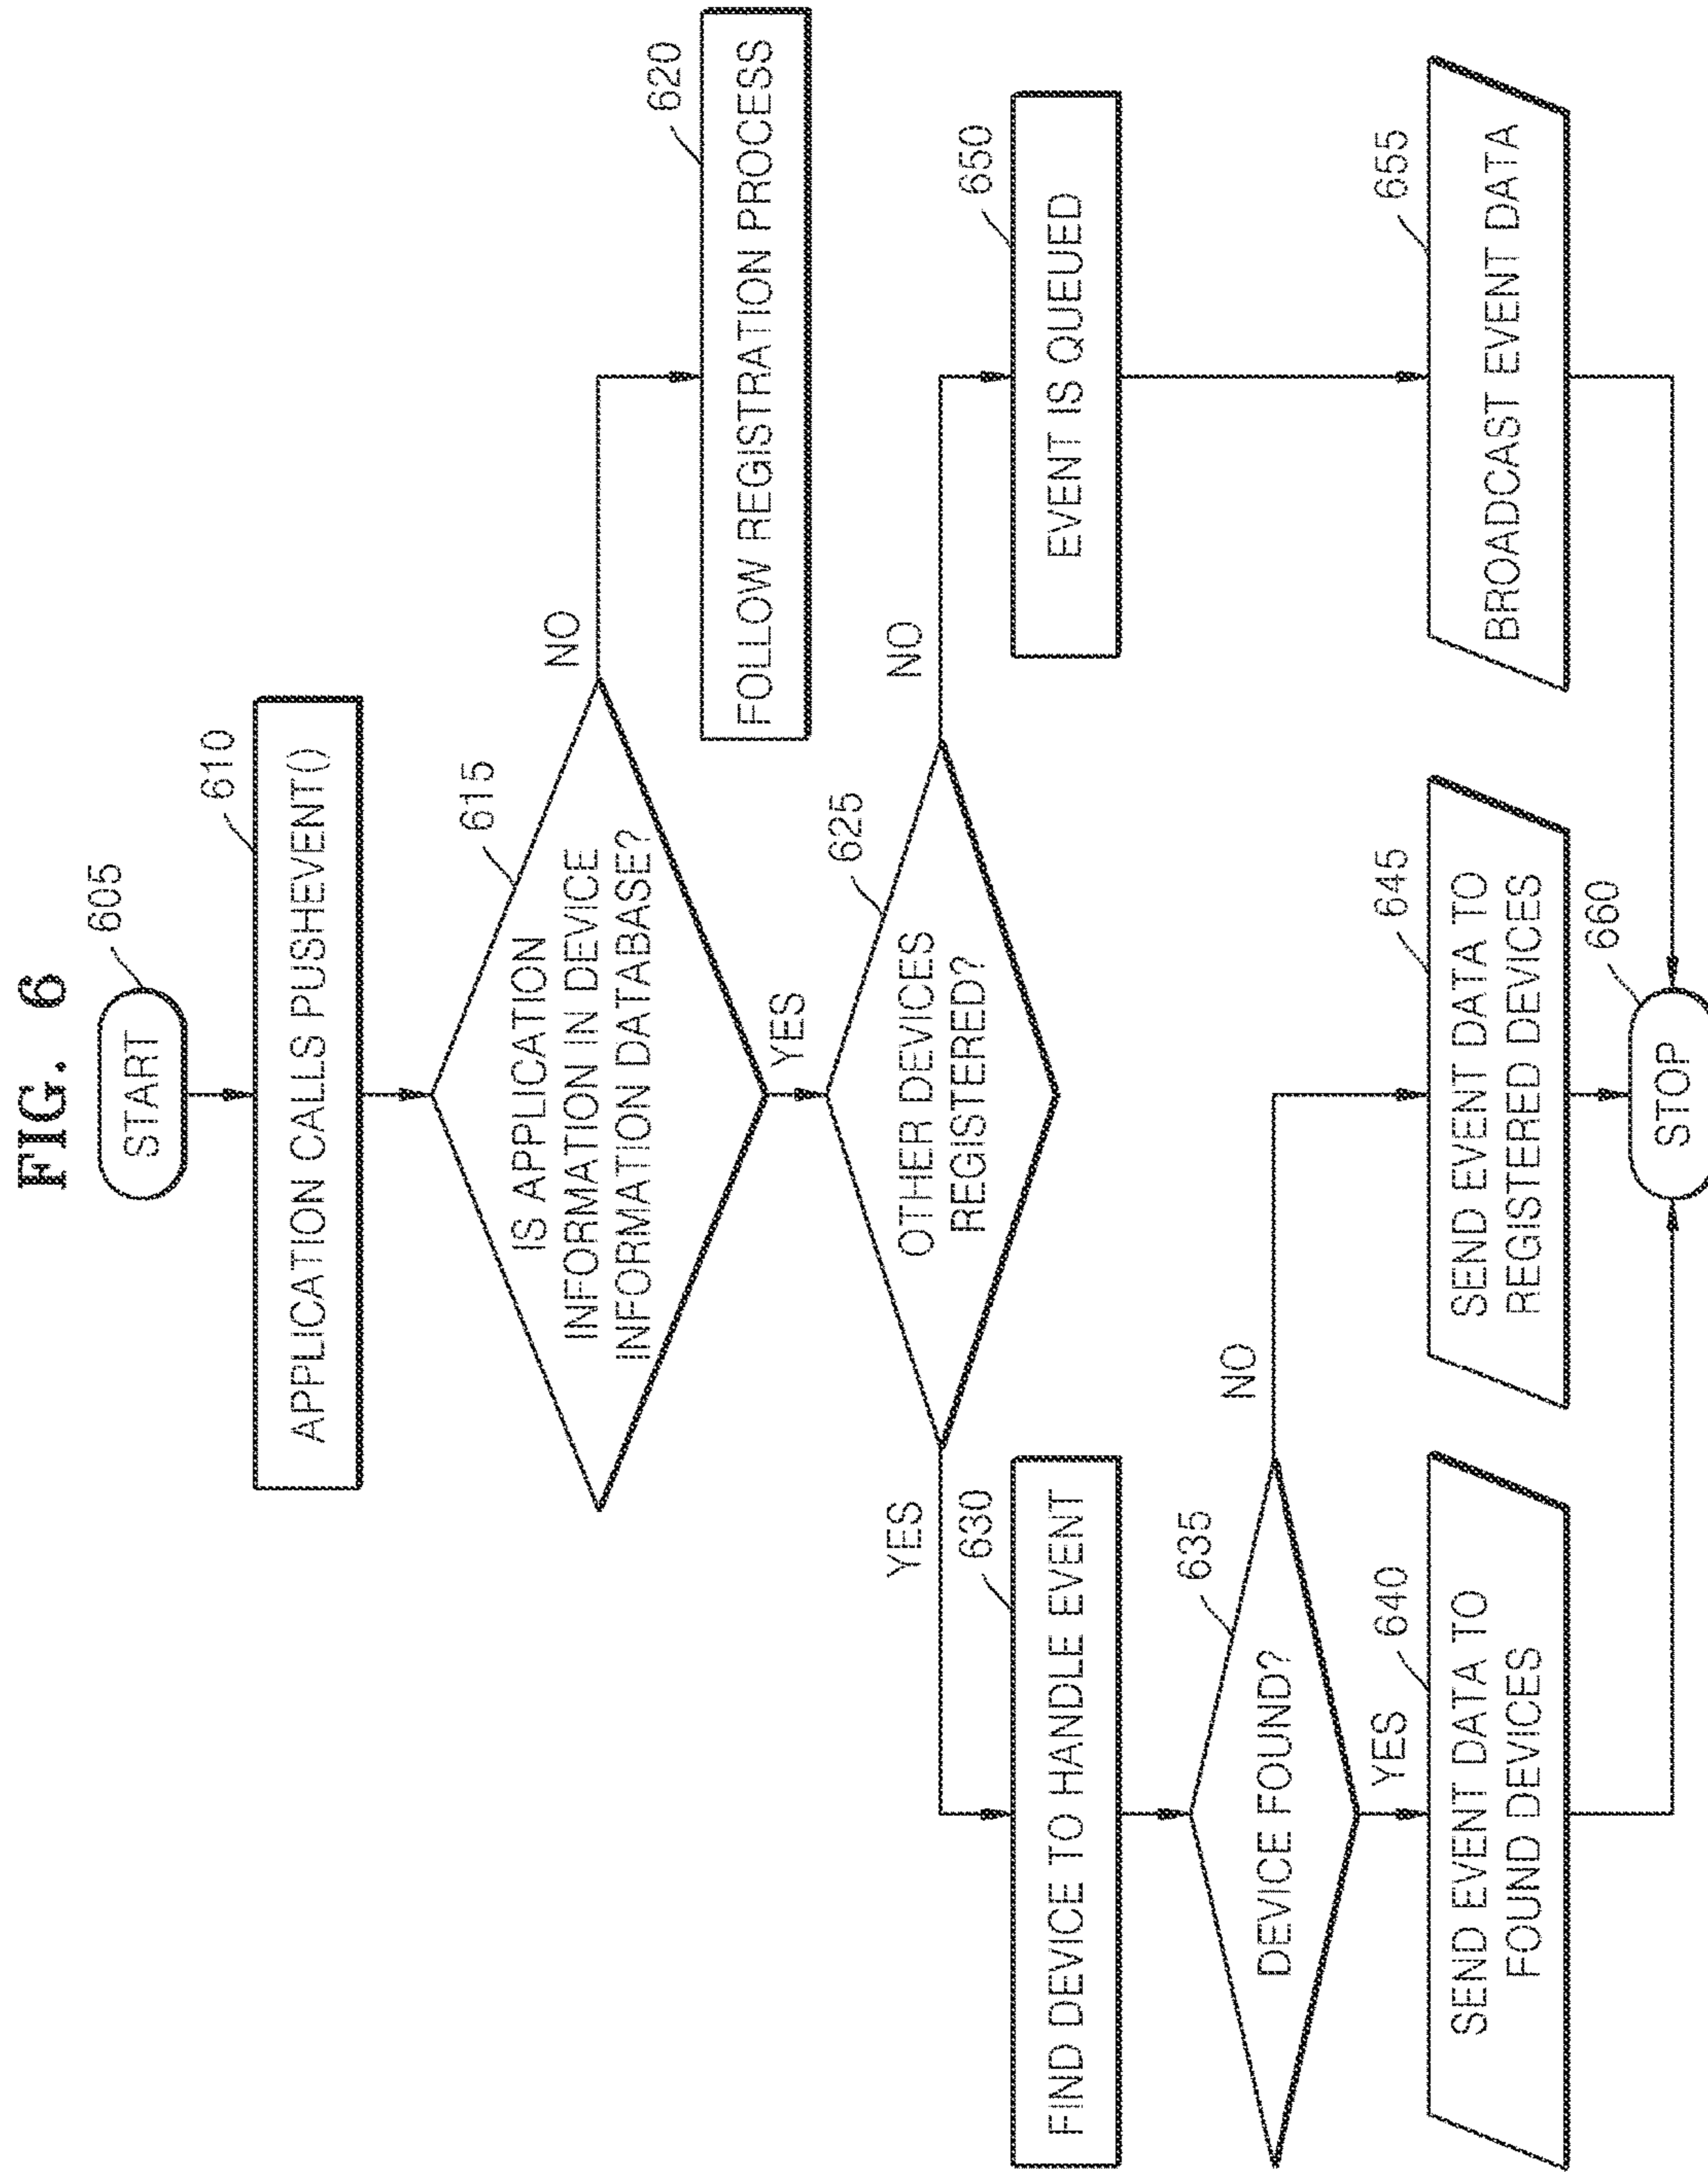 FIG. 6
START
605
610
APPLICATION CALLS PUSHEVENT()
615
IS APPLICATION
INFORMATION IN DEVICE
INFORMATION DATABASE?
NO
620
FOLLOW REGISTRATION PROCESS
YES
625
OTHER DEVICES
REGISTERED?
YES
NO
630
FIND DEVICE TO HANDLE EVENT
650
EVENT IS QUEUED
635
DEVICE FOUND?
NO
YES
640
SEND EVENT DATA TO
FOUND DEVICES
645
SEND EVENT DATA TO
REGISTERED DEVICES
655
BROADCAST EVENT DATA
660
STOP